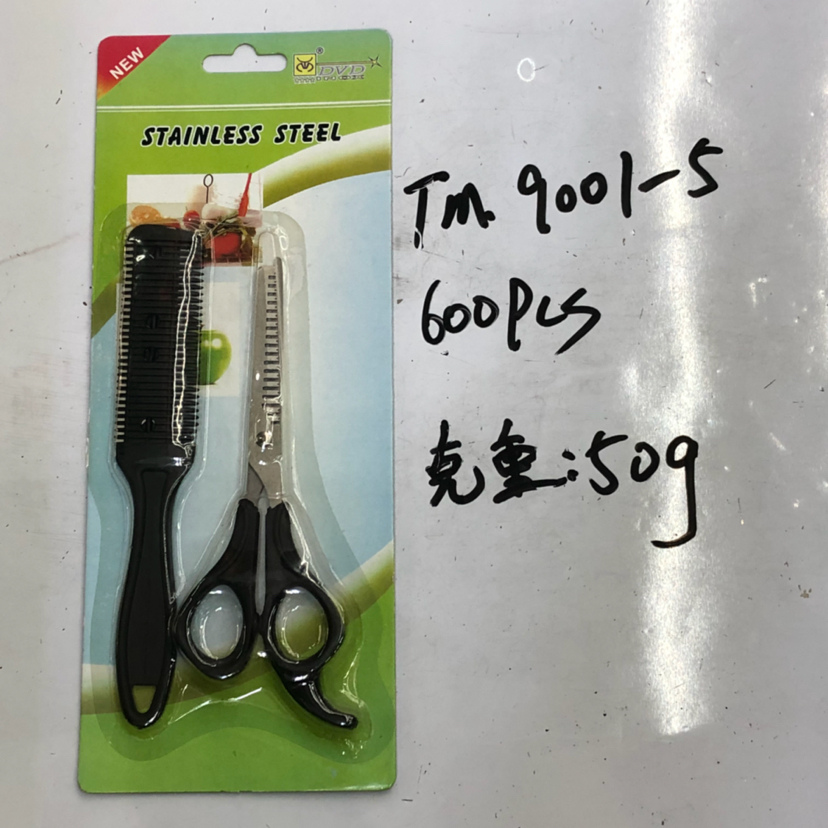 NEW
DVD
STAINLESS STEEL
Tm. 9001-5
600pcs
克重:50g